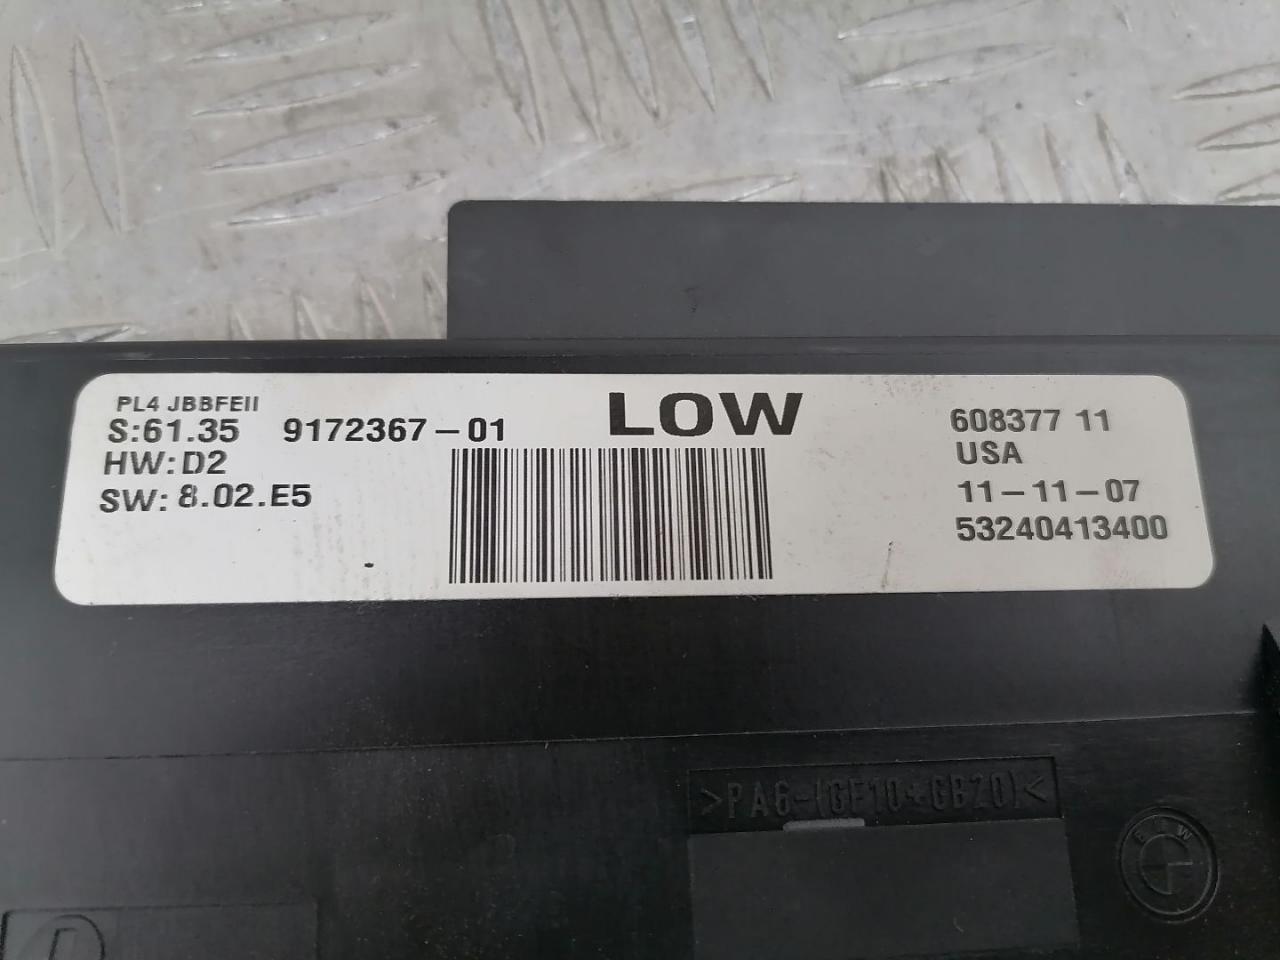 PL4 JBBFEII
S:61.35 9172367-01
HW:D2
SW: 8.02.E5
LOW
608377 11
USA
11-11-07
53240413400
>PA6-(GF10+GB20)<
BMW